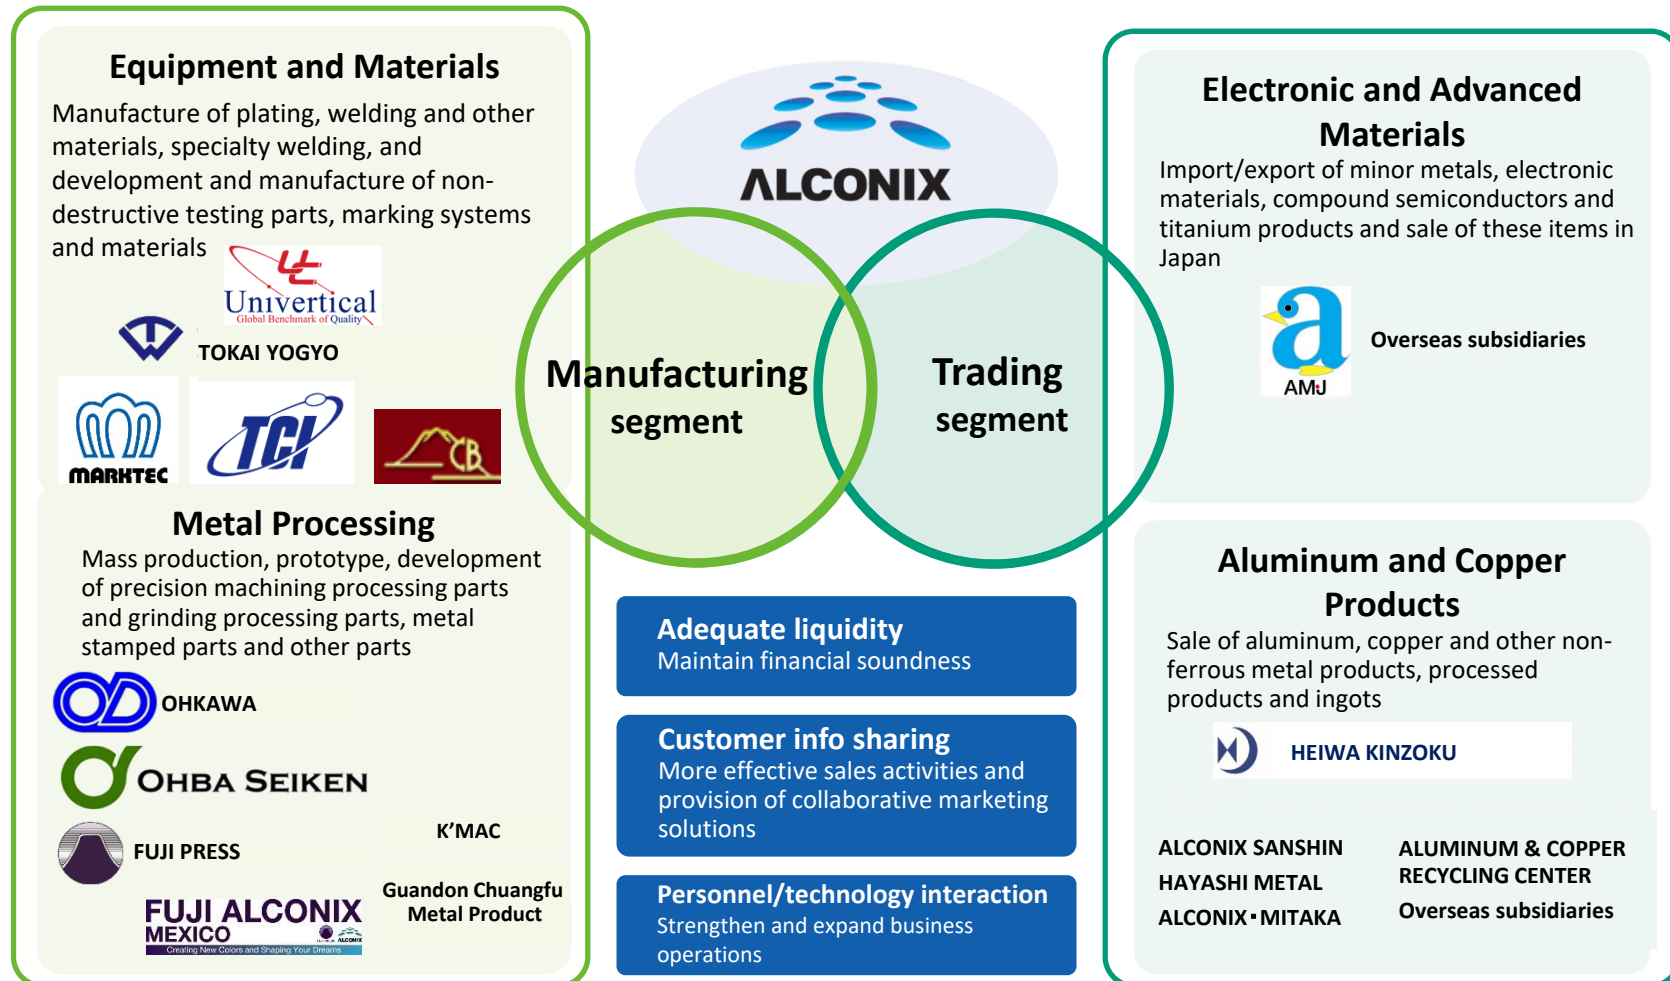 Equipment and Materials
Manufacture of plating, welding and other
materials, specialty welding, and
development and manufacture of non-
destructive testing parts, marking systems
and materials
Univertical
Global Benchmark of Quality
TOKAI YOGYO
MARKTEC
TCI
CB
Metal Processing
Mass production, prototype, development
of precision machining processing parts
and grinding processing parts, metal
stamped parts and other parts
OHKAWA
OHBA SEIKEN
FUJI PRESS
K’MAC
Guandon Chuangfu
Metal Product
FUJI ALCONIX
MEXICO
ALCONIX
Creating New Colors and Shaping Your Dreams
ALCONIX
Manufacturing
segment
Trading
segment
Adequate liquidity
Maintain financial soundness
Customer info sharing
More effective sales activities and
provision of collaborative marketing
solutions
Personnel/technology interaction
Strengthen and expand business
operations
Electronic and Advanced
Materials
Import/export of minor metals, electronic
materials, compound semiconductors and
titanium products and sale of these items in
Japan
a
AMJ
Overseas subsidiaries
Aluminum and Copper
Products
Sale of aluminum, copper and other non-
ferrous metal products, processed
products and ingots
HEIWA KINZOKU
ALCONIX SANSHIN
HAYASHI METAL
ALCONIX・MITAKA
ALUMINUM & COPPER
RECYCLING CENTER
Overseas subsidiaries